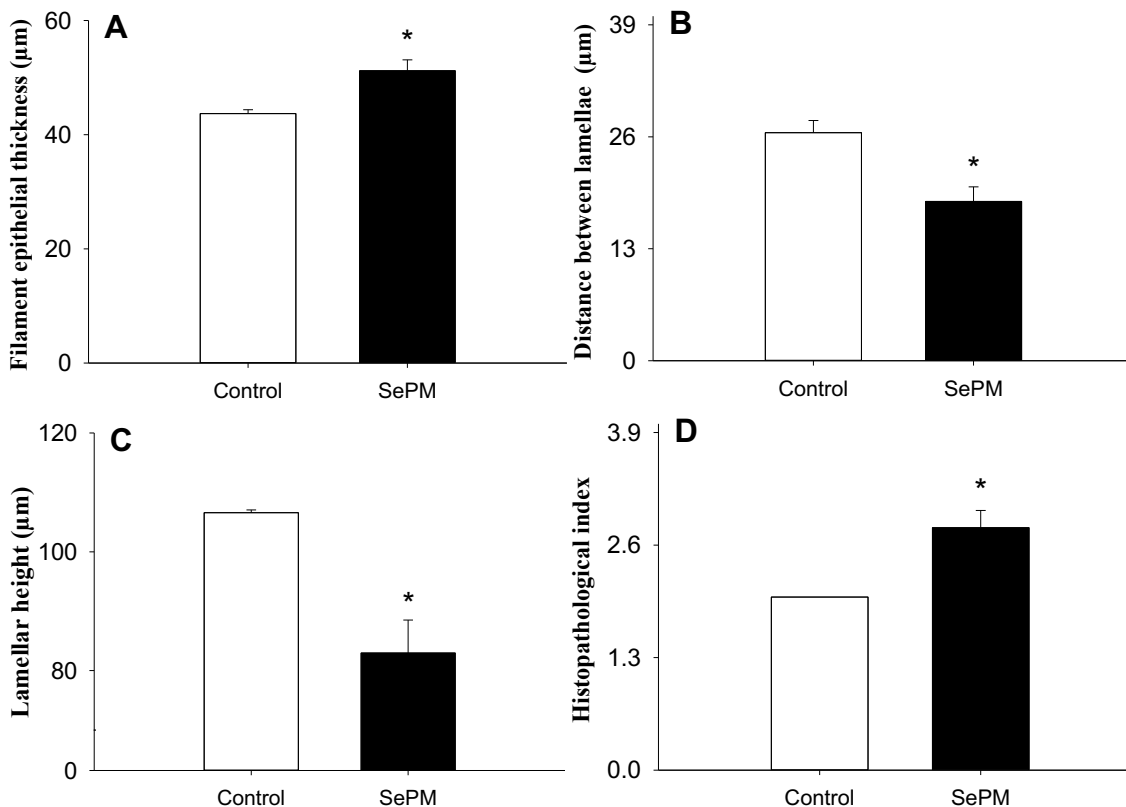 A
Filament epithelial thickness (µm)
60
40
20
0
*
Control
SePM
B
Distance between lamellae (µm)
39
26
13
0
*
Control
SePM
C
Lamellar height (µm)
120
100
80
0
*
Control
SePM
D
Histopathological index
3.9
2.6
1.3
0.0
*
Control
SePM